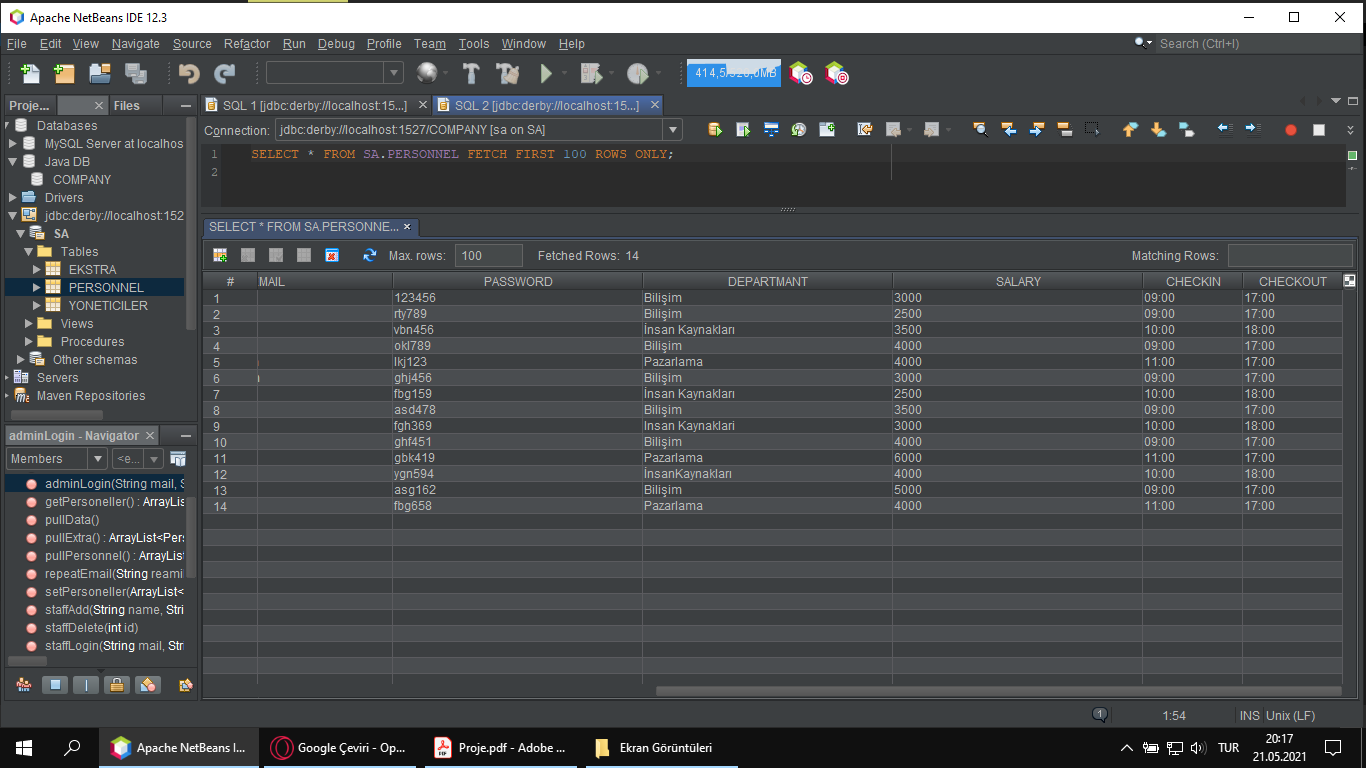 Apache NetBeans IDE 12.3
File Edit View Navigate Source Refactor Run Debug Profile Team Tools Window Help
Search (Ctrl+I)
Proje... Files
Databases
MySQL Server at localhos
Java DB
COMPANY
Drivers
jdbc:derby://localhost:152
SA
Tables
EKSTRA
PERSONNEL
YONETICILER
Views
Procedures
Other schemas
Servers
Maven Repositories
adminLogin - Navigator
Members <e...
adminLogin(String mail, S
getPersoneller() : ArrayLis
pullData()
pullExtra() : ArrayList<Pers
pullPersonnel() : ArrayList
repeatEmail(String reami
setPersoneller(ArrayList<
staffAdd(String name, Stri
staffDelete(int id)
staffLogin(String mail, Stri
SQL 1 [jdbc:derby://localhost:15...] SQL 2 [jdbc:derby://localhost:15...]
Connection: jdbc:derby://localhost:1527/COMPANY [sa on SA]
1 SELECT * FROM SA.PERSONNEL FETCH FIRST 100 ROWS ONLY;
2
SELECT * FROM SA.PERSONNE...
Max. rows: 100 Fetched Rows: 14 Matching Rows:
# MAIL PASSWORD DEPARTMANT SALARY CHECKIN CHECKOUT
1 123456 Bilişim 3000 09:00 17:00
2 rty789 Bilişim 2500 09:00 17:00
3 vbn456 İnsan Kaynakları 3500 10:00 18:00
4 okl789 Bilişim 4000 09:00 17:00
5 lkj123 Pazarlama 4000 11:00 17:00
6 ghj456 Bilişim 3000 09:00 17:00
7 fbg159 İnsan Kaynakları 2500 10:00 18:00
8 asd478 Bilişim 3500 09:00 17:00
9 fgh369 Insan Kaynaklari 3000 10:00 18:00
10 ghf451 Bilişim 4000 09:00 17:00
11 gbk419 Pazarlama 6000 11:00 17:00
12 ygn594 İnsanKaynakları 4000 10:00 18:00
13 asg162 Bilişim 5000 09:00 17:00
14 fbg658 Pazarlama 4000 11:00 17:00
1 1:54 INS Unix (LF)
Apache NetBeans I... Google Çeviri - Op... Proje.pdf - Adobe ... Ekran Görüntüleri
TUR
20:17
21.05.2021